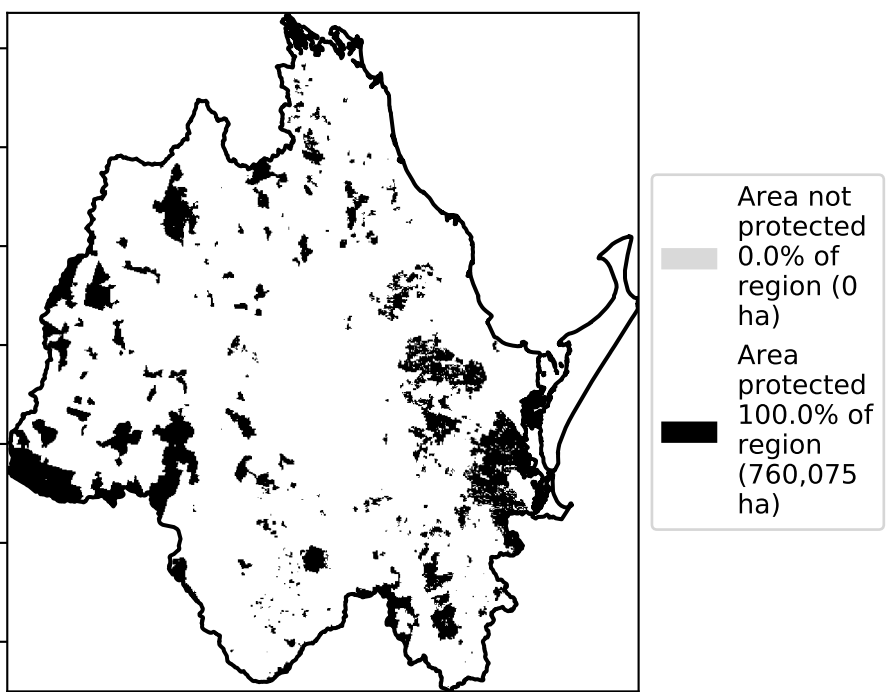 Area not
protected
0.0% of
region (0
ha)
Area
protected
100.0% of
region
(760,075
ha)